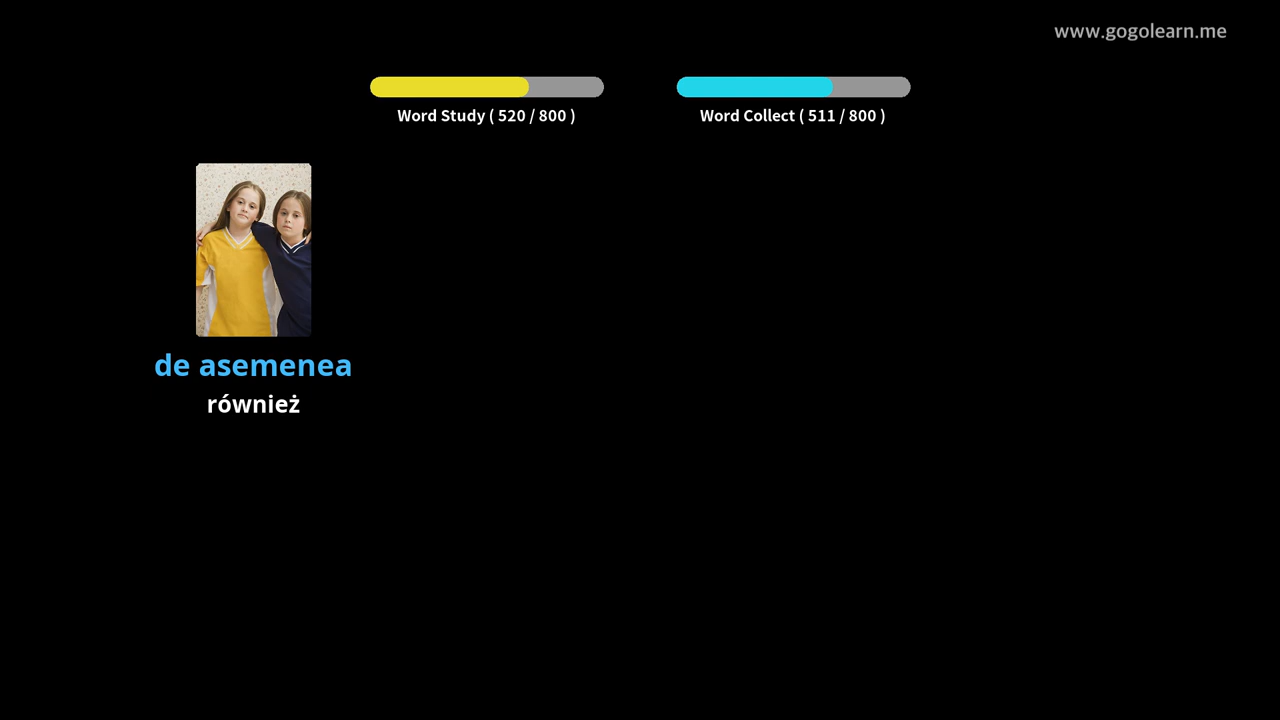 www.gogolearn.me
Word Study ( 520 / 800 )
Word Collect ( 511 / 800 )
de asemenea
również